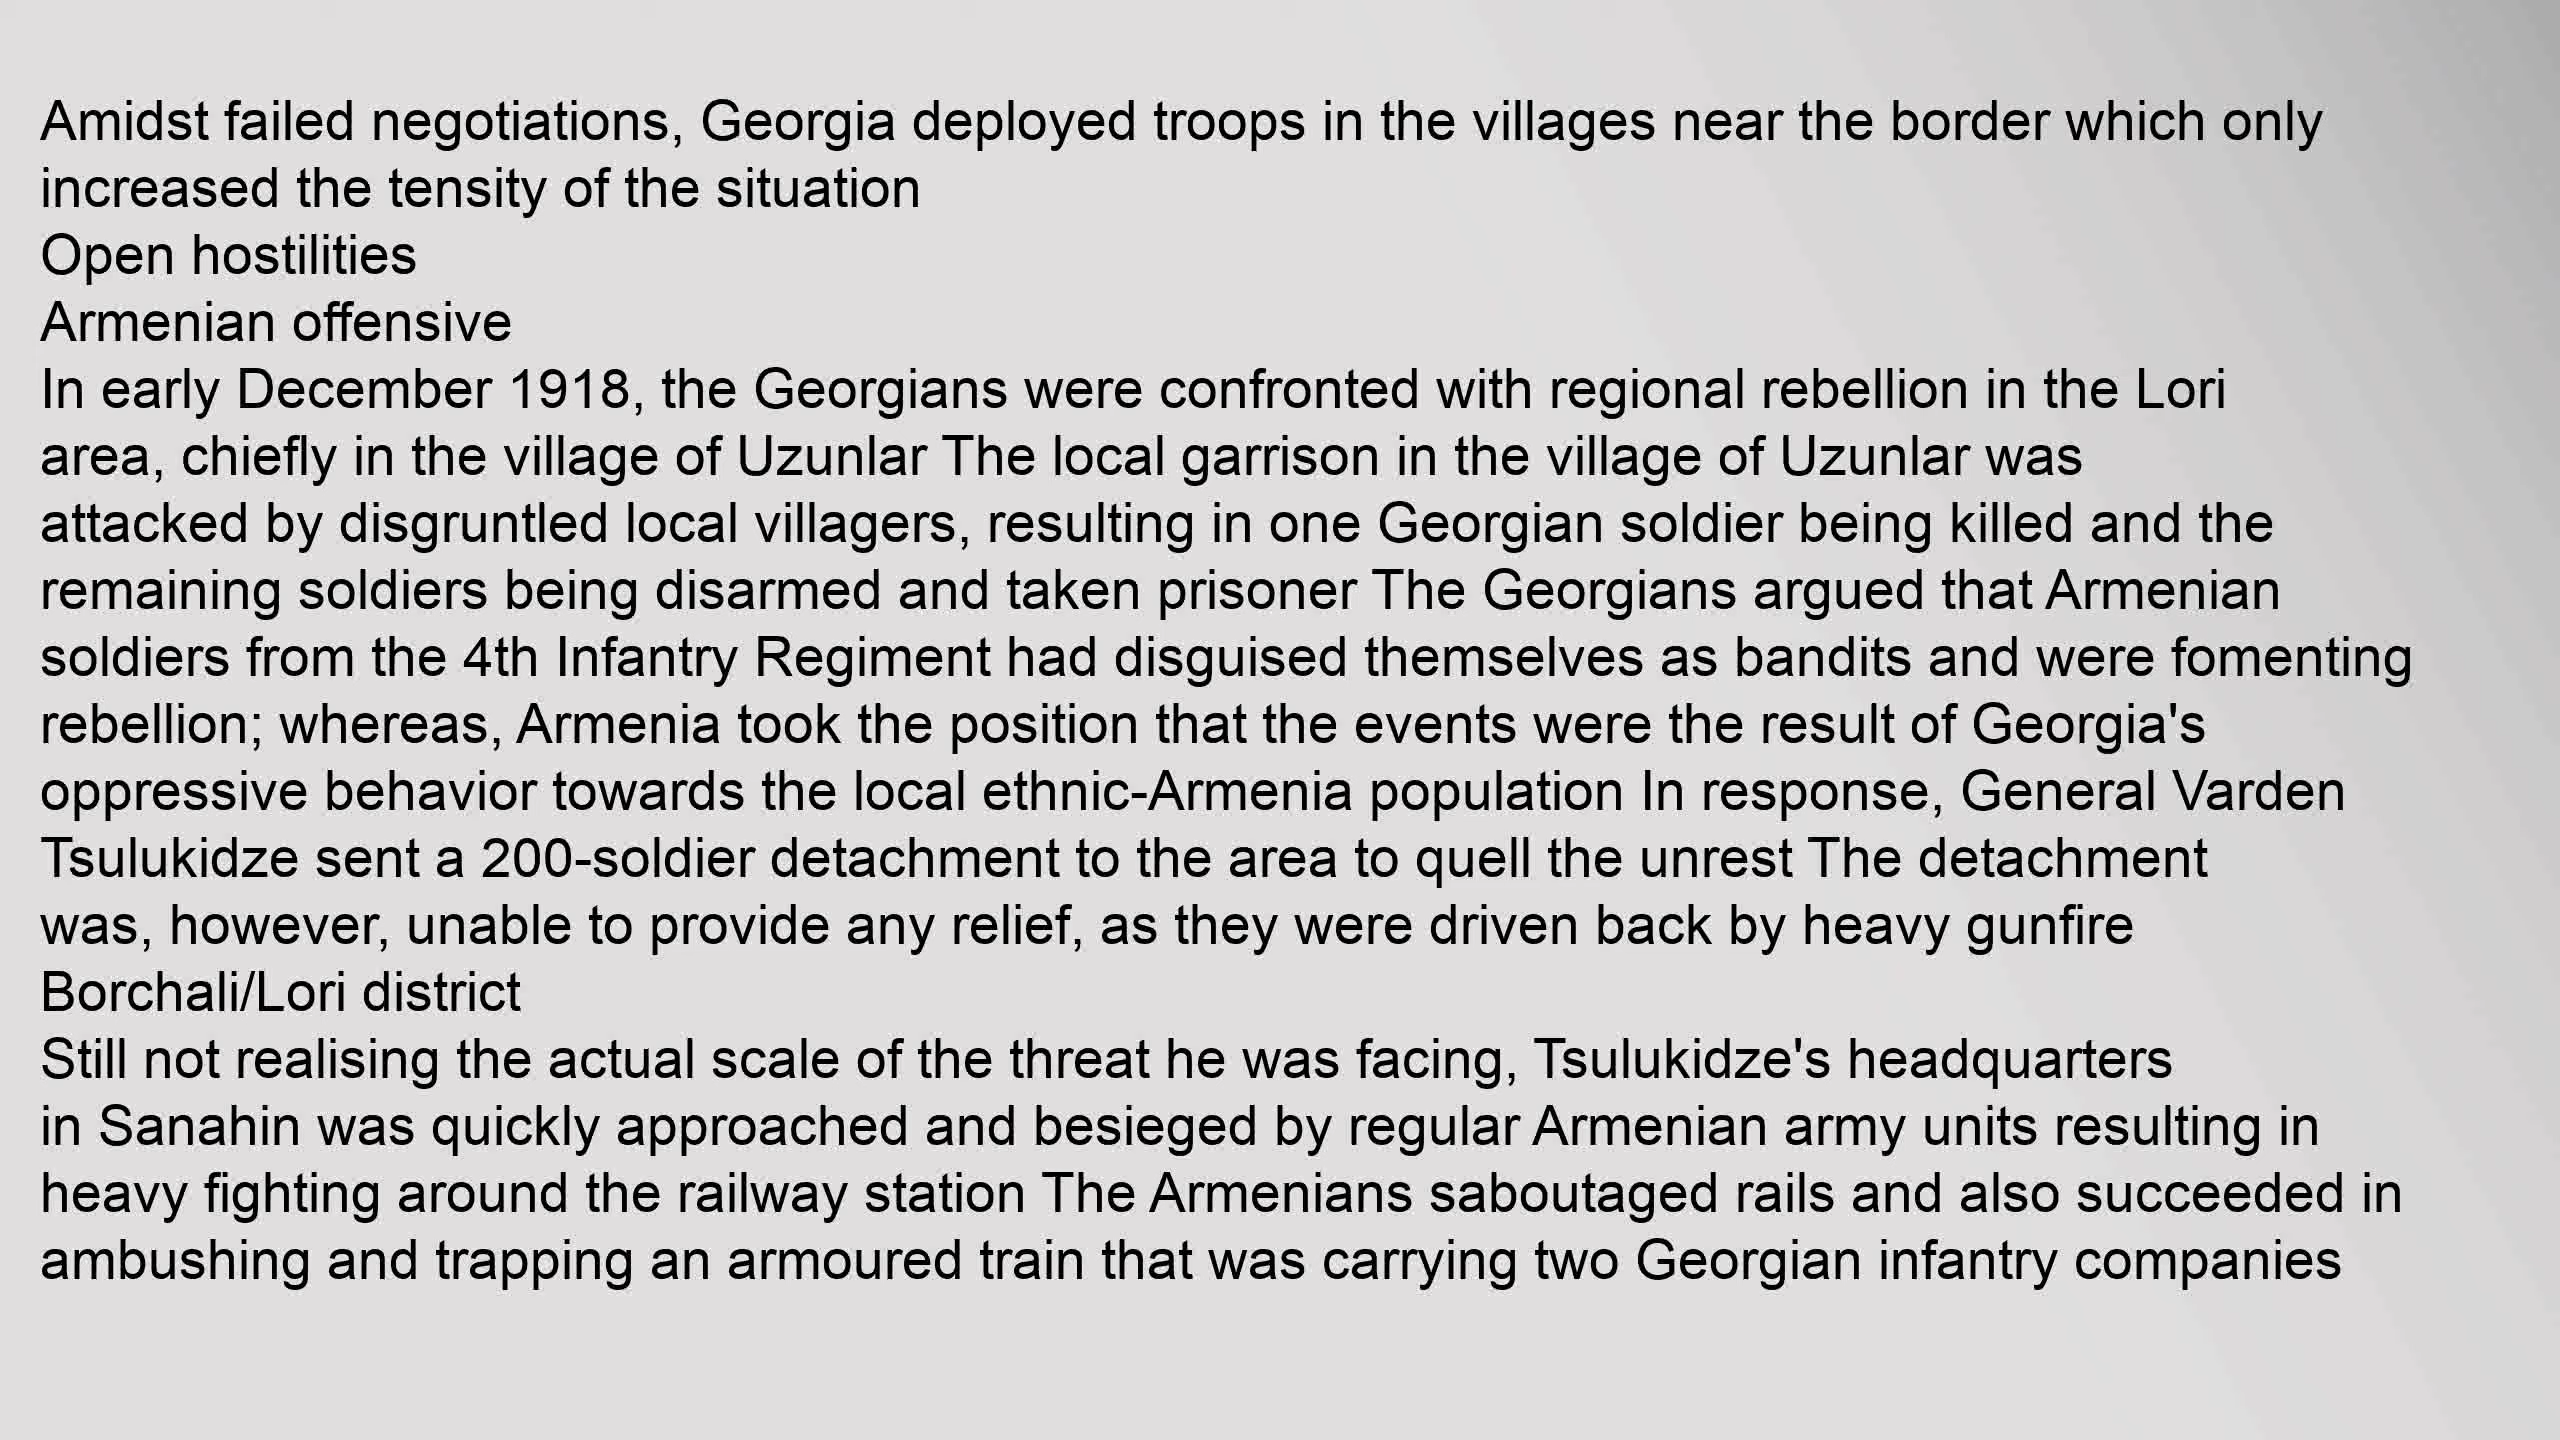 Amidst failed negotiations, Georgia deployed troops in the villages near the border which only
increased the tensity of the situation
Open hostilities
Armenian offensive
In early December 1918, the Georgians were confronted with regional rebellion in the Lori
area, chiefly in the village of Uzunlar The local garrison in the village of Uzunlar was
attacked by disgruntled local villagers, resulting in one Georgian soldier being killed and the
remaining soldiers being disarmed and taken prisoner The Georgians argued that Armenian
soldiers from the 4th Infantry Regiment had disguised themselves as bandits and were fomenting
rebellion; whereas, Armenia took the position that the events were the result of Georgia's
oppressive behavior towards the local ethnic-Armenia population In response, General Varden
Tsulukidze sent a 200-soldier detachment to the area to quell the unrest The detachment
was, however, unable to provide any relief, as they were driven back by heavy gunfire
Borchali/Lori district
Still not realising the actual scale of the threat he was facing, Tsulukidze's headquarters
in Sanahin was quickly approached and besieged by regular Armenian army units resulting in
heavy fighting around the railway station The Armenians saboutaged rails and also succeeded in
ambushing and trapping an armoured train that was carrying two Georgian infantry companies